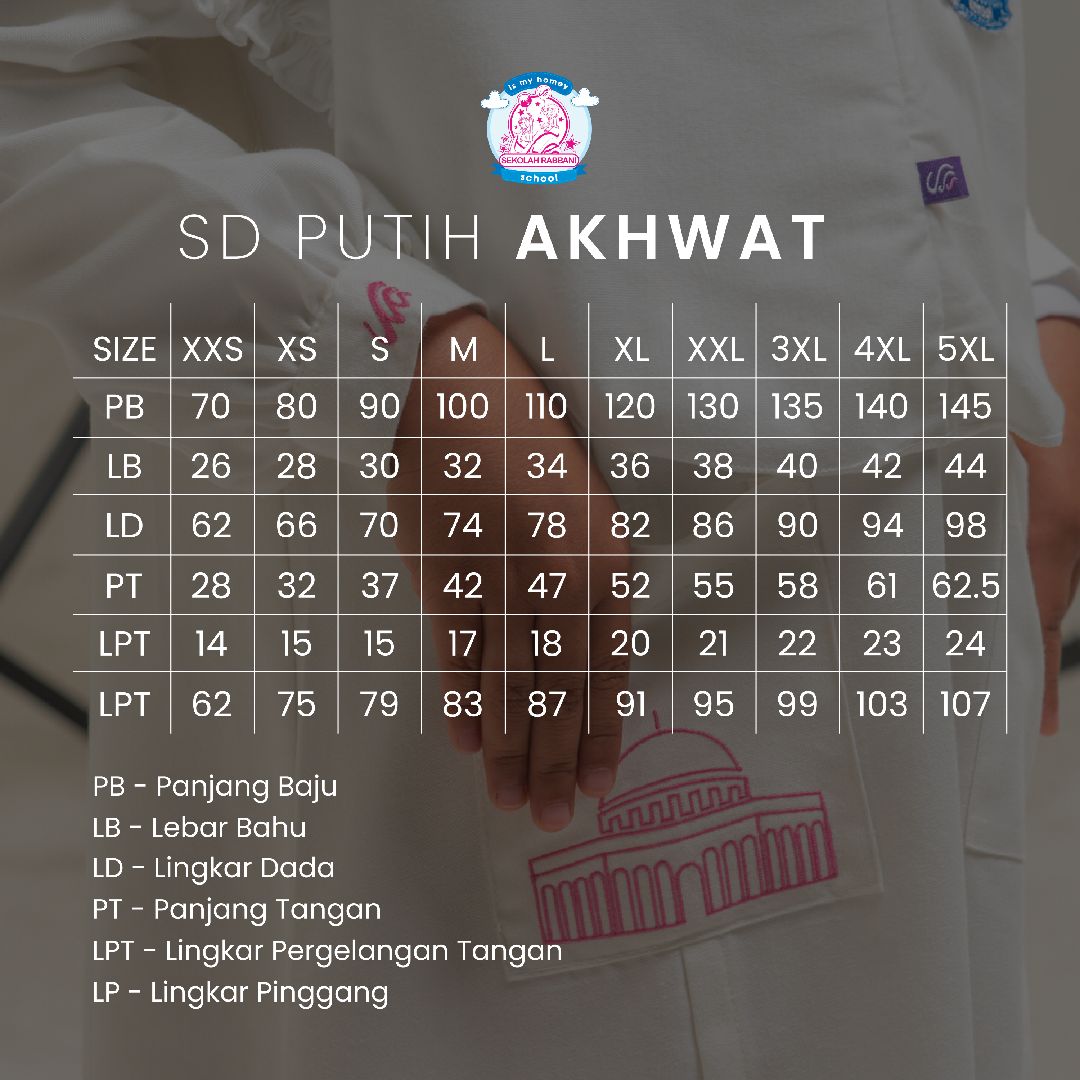 is my homey
SEKOLAH RABBANI
school
SD PUTIH AKHWAT
SIZE XXS XS S M L XL XXL 3XL 4XL 5XL
PB 70 80 90 100 110 120 130 135 140 145
LB 26 28 30 32 34 36 38 40 42 44
LD 62 66 70 74 78 82 86 90 94 98
PT 28 32 37 42 47 52 55 58 61 62.5
LPT 14 15 15 17 18 20 21 22 23 24
LPT 62 75 79 83 87 91 95 99 103 107
PB - Panjang Baju
LB - Lebar Bahu
LD - Lingkar Dada
PT - Panjang Tangan
LPT - Lingkar Pergelangan Tangan
LP - Lingkar Pinggang